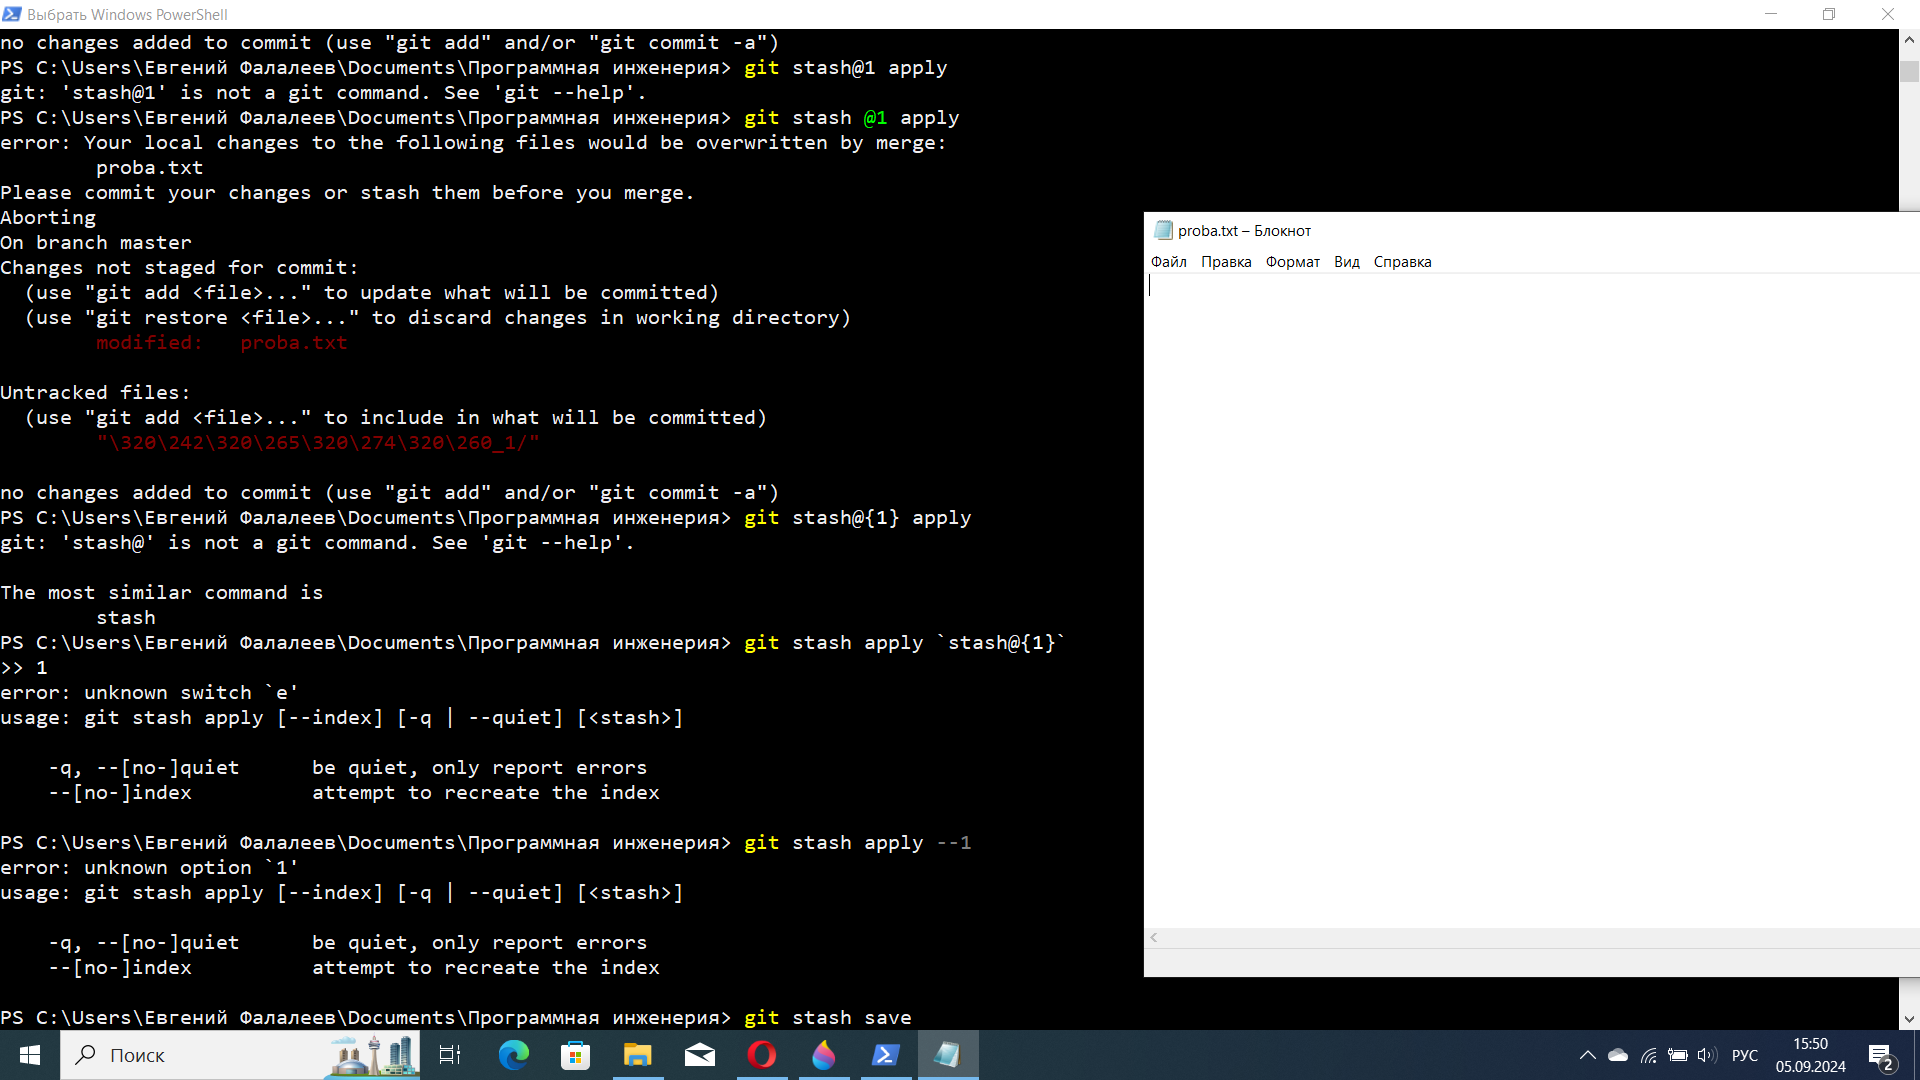 Выбрать Windows PowerShell
no changes added to commit (use "git add" and/or "git commit -a")
PS C:\Users\Евгений Фалалеев\Documents\Программная инженерия> git stash@1 apply
git: 'stash@1' is not a git command. See 'git --help'.
PS C:\Users\Евгений Фалалеев\Documents\Программная инженерия> git stash @1 apply
error: Your local changes to the following files would be overwritten by merge:
        proba.txt
Please commit your changes or stash them before you merge.
Aborting
On branch master
Changes not staged for commit:
  (use "git add <file>..." to update what will be committed)
  (use "git restore <file>..." to discard changes in working directory)
        modified:   proba.txt

Untracked files:
  (use "git add <file>..." to include in what will be committed)
        "\320\242\320\265\320\274\320\260_1/"

no changes added to commit (use "git add" and/or "git commit -a")
PS C:\Users\Евгений Фалалеев\Documents\Программная инженерия> git stash@{1} apply
git: 'stash@' is not a git command. See 'git --help'.

The most similar command is
        stash
PS C:\Users\Евгений Фалалеев\Documents\Программная инженерия> git stash apply `stash@{1}`
>> 1
error: unknown switch `e'
usage: git stash apply [--index] [-q | --quiet] [<stash>]

    -q, --[no-]quiet      be quiet, only report errors
    --[no-]index          attempt to recreate the index

PS C:\Users\Евгений Фалалеев\Documents\Программная инженерия> git stash apply --1
error: unknown option `1'
usage: git stash apply [--index] [-q | --quiet] [<stash>]

    -q, --[no-]quiet      be quiet, only report errors
    --[no-]index          attempt to recreate the index

PS C:\Users\Евгений Фалалеев\Documents\Программная инженерия> git stash save
proba.txt – Блокнот
Файл Правка Формат Вид Справка
Поиск
РУС
15:50
05.09.2024
2